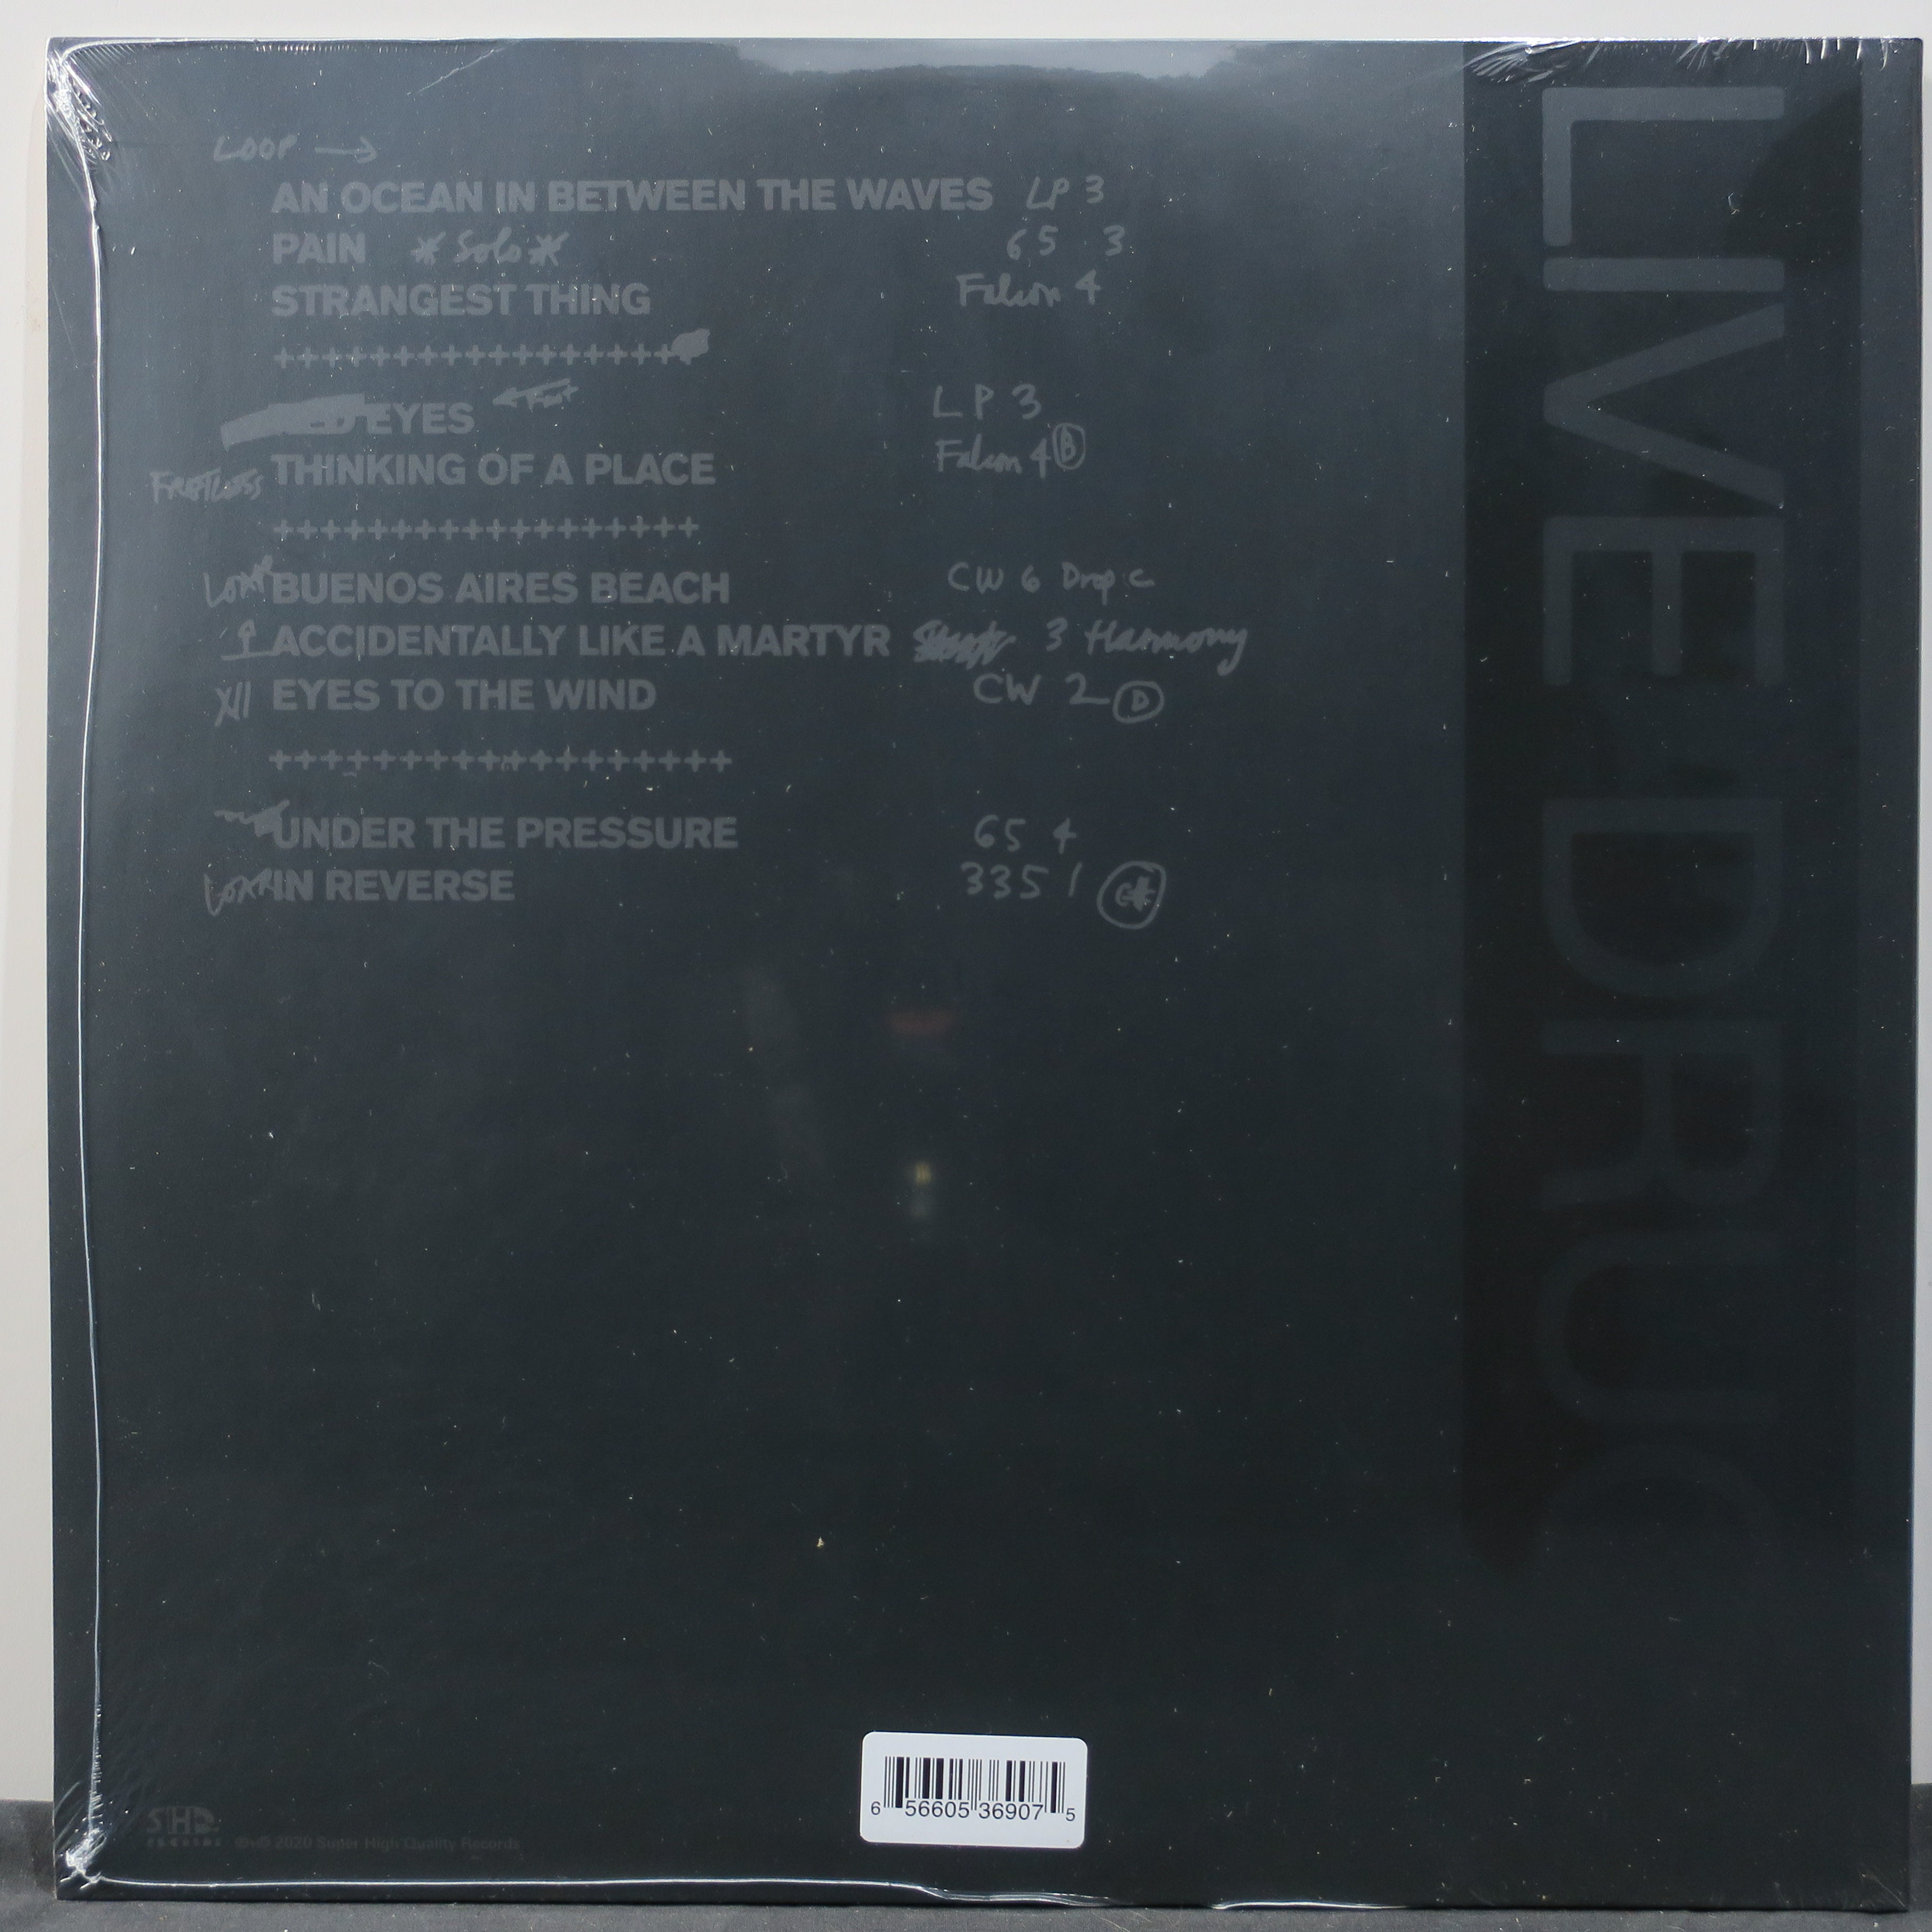 LOOP →
AN OCEAN IN BETWEEN THE WAVES LP 3
PAIN *Solo* 65 3
STRANGEST THING Falcon 4
++++++++++++++++
EYES LP 3
FRETLESS THINKING OF A PLACE Falcon 4 B
++++++++++++++++++
BUENOS AIRES BEACH CW 6 Drop C
ACCIDENTALLY LIKE A MARTYR 3 Harmony
XII EYES TO THE WIND CW 2 D
++++++++++++++++++
UNDER THE PRESSURE 65 4
IN REVERSE 335 1 C#
LIVE DRUG
SHQ
RECORDS ℗+© 2020 Super High Quality Records
6 56605 36907 5